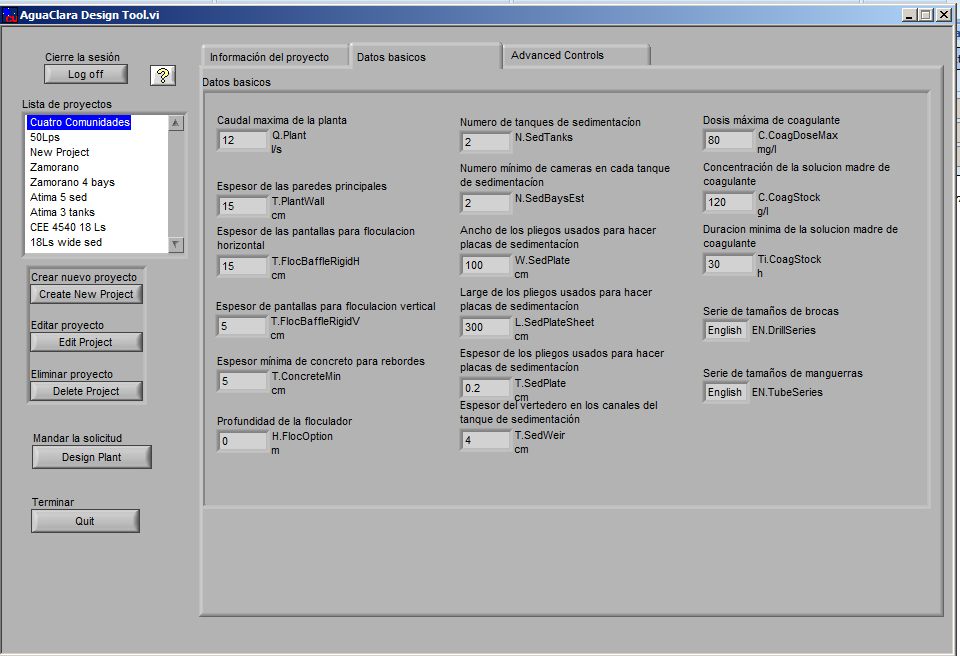 AguaClara Design Tool.vi
Cierre la sesión
Log off
?
Lista de proyectos
Cuatro Comunidades
50Lps
New Project
Zamorano
Zamorano 4 bays
Atima 5 sed
Atima 3 tanks
CEE 4540 18 Ls
18Ls wide sed
Crear nuevo proyecto
Create New Project
Editar proyecto
Edit Project
Eliminar proyecto
Delete Project
Mandar la solicitud
Design Plant
Terminar
Quit
Información del proyecto
Datos basicos
Advanced Controls
Datos basicos
Caudal maxima de la planta
12
Q.Plant
l/s
Espesor de las paredes principales
15
T.PlantWall
cm
Espesor de las pantallas para floculacion
horizontal
15
T.FlocBaffleRigidH
cm
Espesor de pantallas para floculacion vertical
5
T.FlocBaffleRigidV
cm
Espesor mínima de concreto para rebordes
5
T.ConcreteMin
cm
Profundidad de la floculador
0
H.FlocOption
m
Numero de tanques de sedimentacíon
2
N.SedTanks
Numero mínimo de cameras en cada tanque
de sedimentacíon
2
N.SedBaysEst
Ancho de los pliegos usados para hacer
placas de sedimentacíon
100
W.SedPlate
cm
Large de los pliegos usados para hacer
placas de sedimentacíon
300
L.SedPlateSheet
cm
Espesor de los pliegos usados para hacer
placas de sedimentacíon
0.2
T.SedPlate
cm
Espesor del vertedero en los canales del
tanque de sedimentación
4
T.SedWeir
cm
Dosis máxima de coagulante
80
C.CoagDoseMax
mg/l
Concentración de la solucion madre de
coagulante
120
C.CoagStock
g/l
Duracion minima de la solucion madre de
coagulante
30
Ti.CoagStock
h
Serie de tamaños de brocas
English
EN.DrillSeries
Serie de tamaños de manguerras
English
EN.TubeSeries